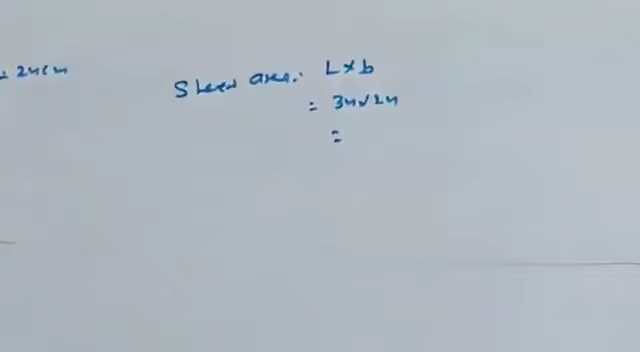 = 24cm
Sheet area: L×b
= 34×24
=